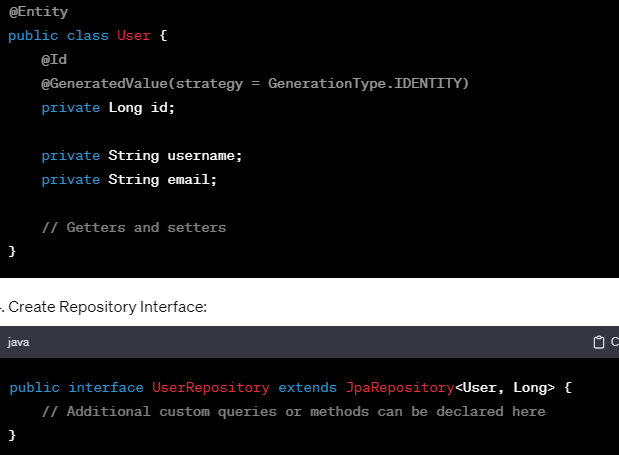 @Entity
public class User {
    @Id
    @GeneratedValue(strategy = GenerationType.IDENTITY)
    private Long id;
    private String username;
    private String email;
    // Getters and setters
}
. Create Repository Interface:
java
public interface UserRepository extends JpaRepository<User, Long> {
    // Additional custom queries or methods can be declared here
}